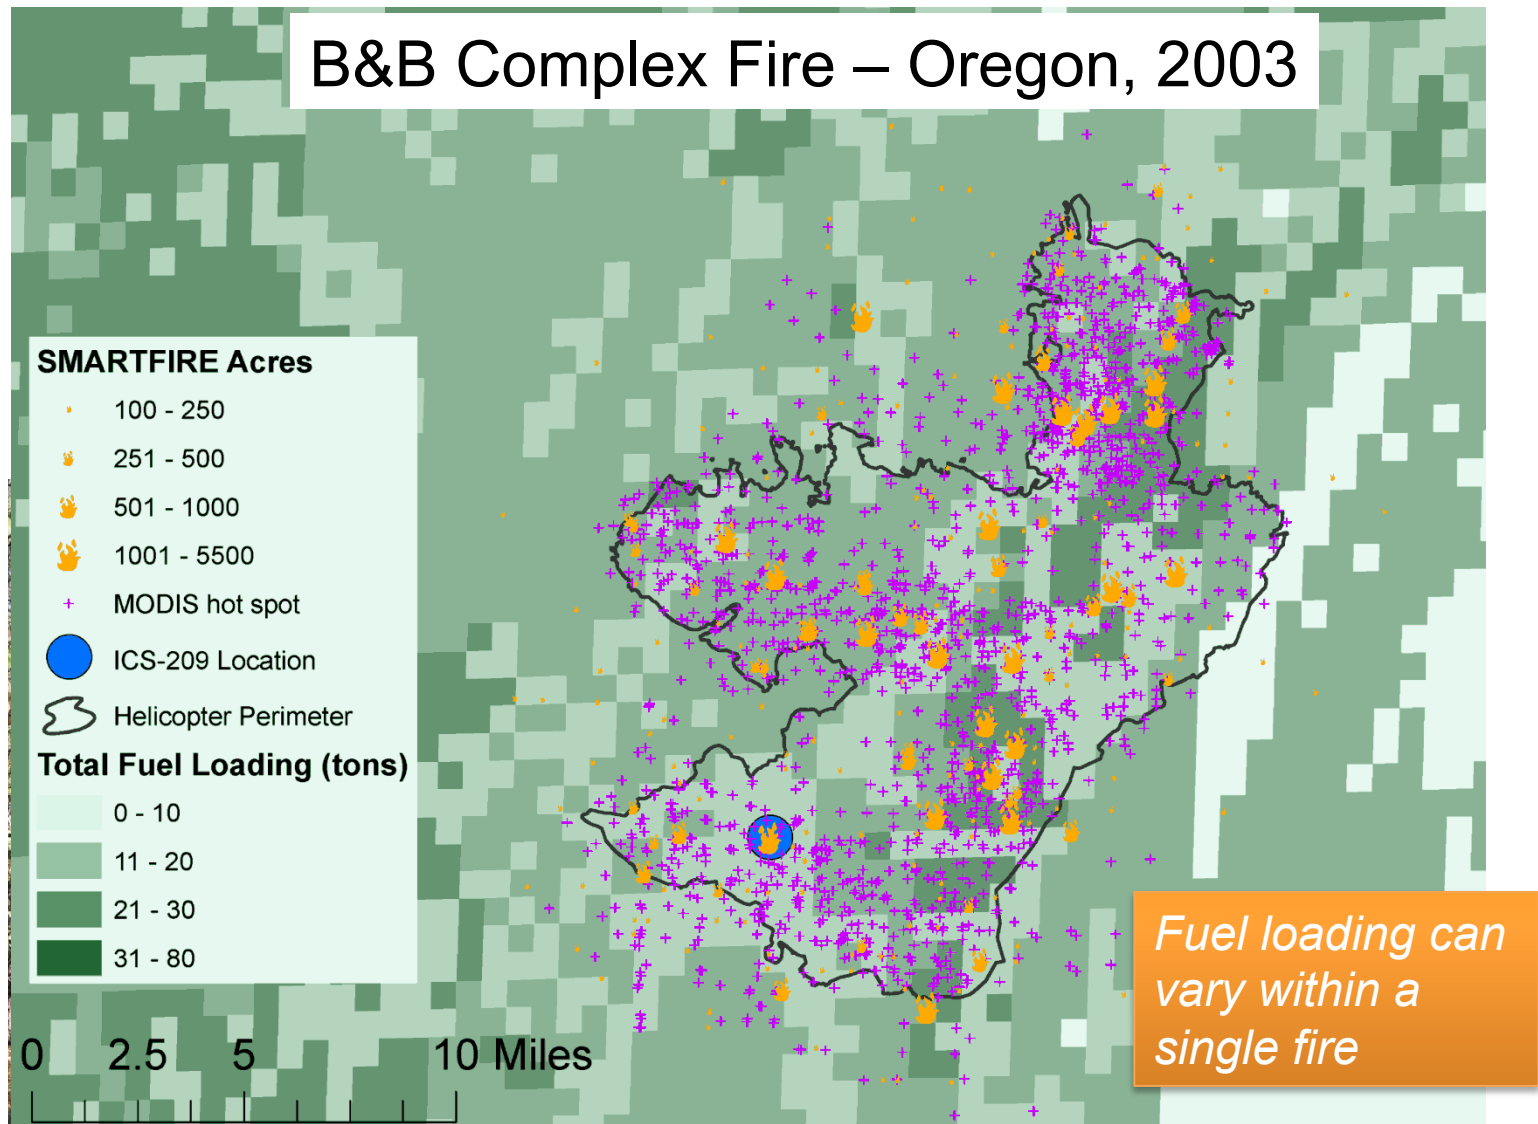 B&B Complex Fire – Oregon, 2003
SMARTFIRE Acres
100 - 250
251 - 500
501 - 1000
1001 - 5500
MODIS hot spot
ICS-209 Location
Helicopter Perimeter
Total Fuel Loading (tons)
0 - 10
11 - 20
21 - 30
31 - 80
0 2.5 5 10 Miles
Fuel loading can
vary within a
single fire